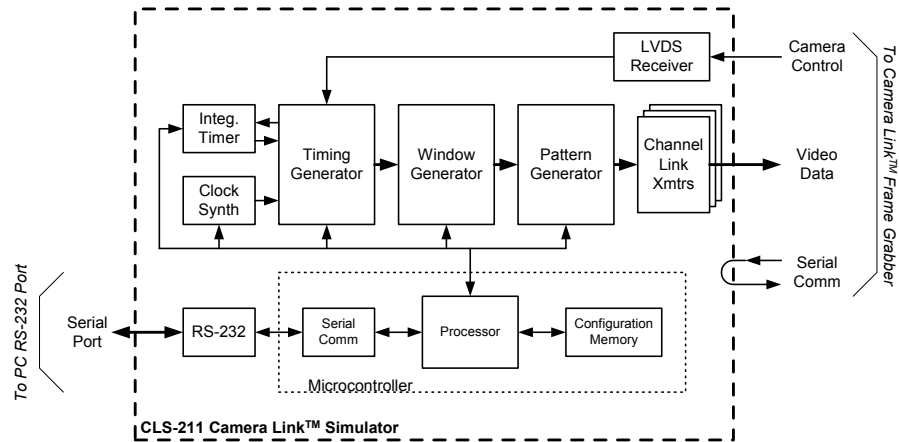 LVDS
Receiver
Camera
Control
To Camera Link™ Frame Grabber
Integ.
Timer
Timing
Generator
Window
Generator
Pattern
Generator
Channel
Link
Xmtrs
Video
Data
Clock
Synth
Serial
Comm
To PC RS-232 Port
Serial
Port
RS-232
Serial
Comm
Processor
Configuration
Memory
Microcontroller
CLS-211 Camera Link™ Simulator